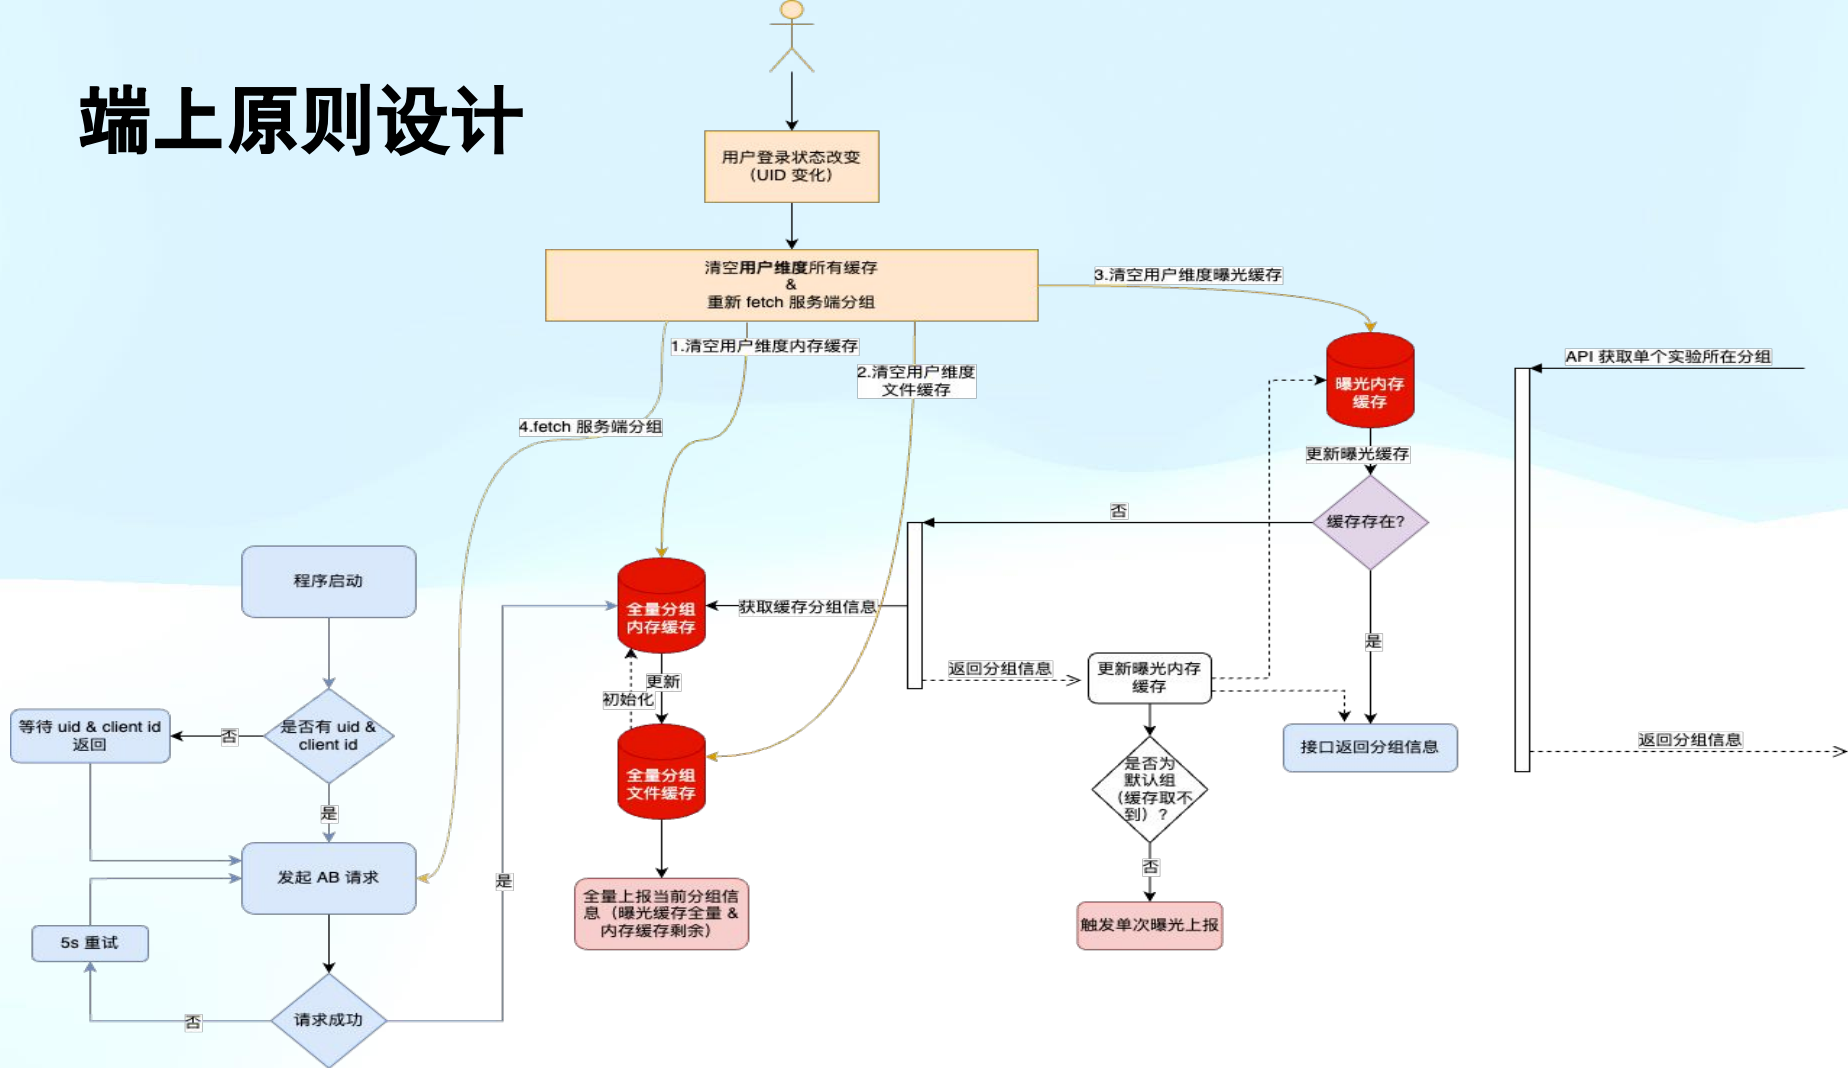 端上原则设计
用户登录状态改变
（UID 变化）
清空用户维度所有缓存
&
重新 fetch 服务端分组
3.清空用户维度曝光缓存
1.清空用户维度内存缓存
2.清空用户维度
文件缓存
4.fetch 服务端分组
曝光内存
缓存
API 获取单个实验所在分组
更新曝光缓存
缓存存在?
否
是
程序启动
全量分组
内存缓存
获取缓存分组信息
返回分组信息
更新曝光内存
缓存
更新
初始化
是否有 uid &
client id
否
等待 uid & client id
返回
是
全量分组
文件缓存
接口返回分组信息
返回分组信息
是否为
默认组
（缓存取不
到）？
否
触发单次曝光上报
发起 AB 请求
是
全量上报当前分组信
息（曝光缓存全量 &
内存缓存剩余）
5s 重试
请求成功
否